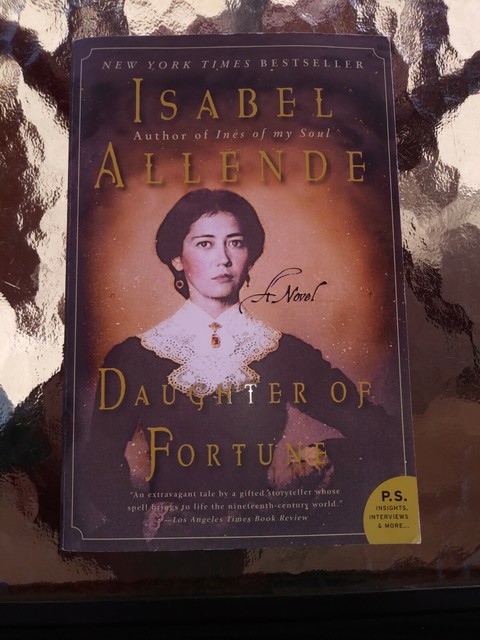 NEW YORK TIMES BESTSELLER
ISABEL
Author of Inés of my Soul
ALLENDE
A Novel
DAUGHTER OF
FORTUNE
"An extravagant tale by a gifted storyteller whose
spell brings to life the nineteenth-century world."
—Los Angeles Times Book Review
P.S.
INSIGHTS,
INTERVIEWS
& MORE...